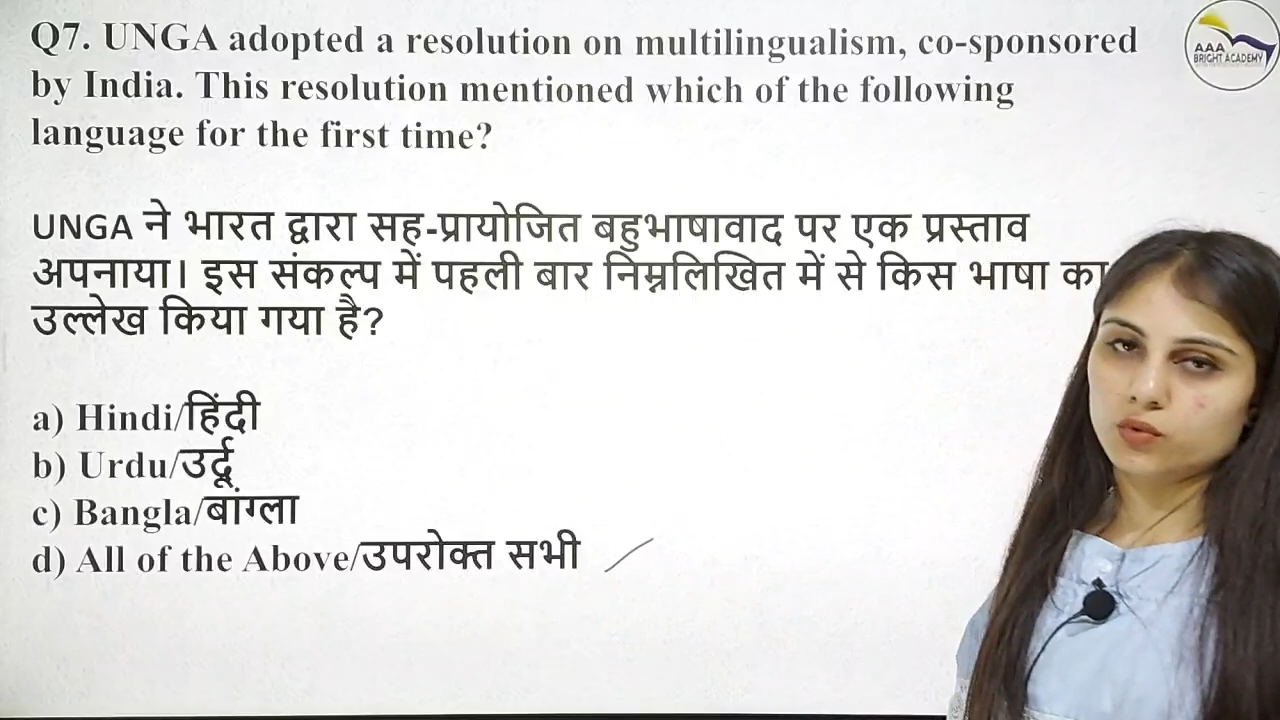 Q7. UNGA adopted a resolution on multilingualism, co-sponsored
by India. This resolution mentioned which of the following
language for the first time?
UNGA ने भारत द्वारा सह-प्रायोजित बहुभाषावाद पर एक प्रस्ताव
अपनाया। इस संकल्प में पहली बार निम्नलिखित में से किस भाषा का
उल्लेख किया गया है?
a) Hindi/हिंदी
b) Urdu/उर्दू
c) Bangla/बांग्ला
d) All of the Above/उपरोक्त सभी
AAA
BRIGHT ACADEMY